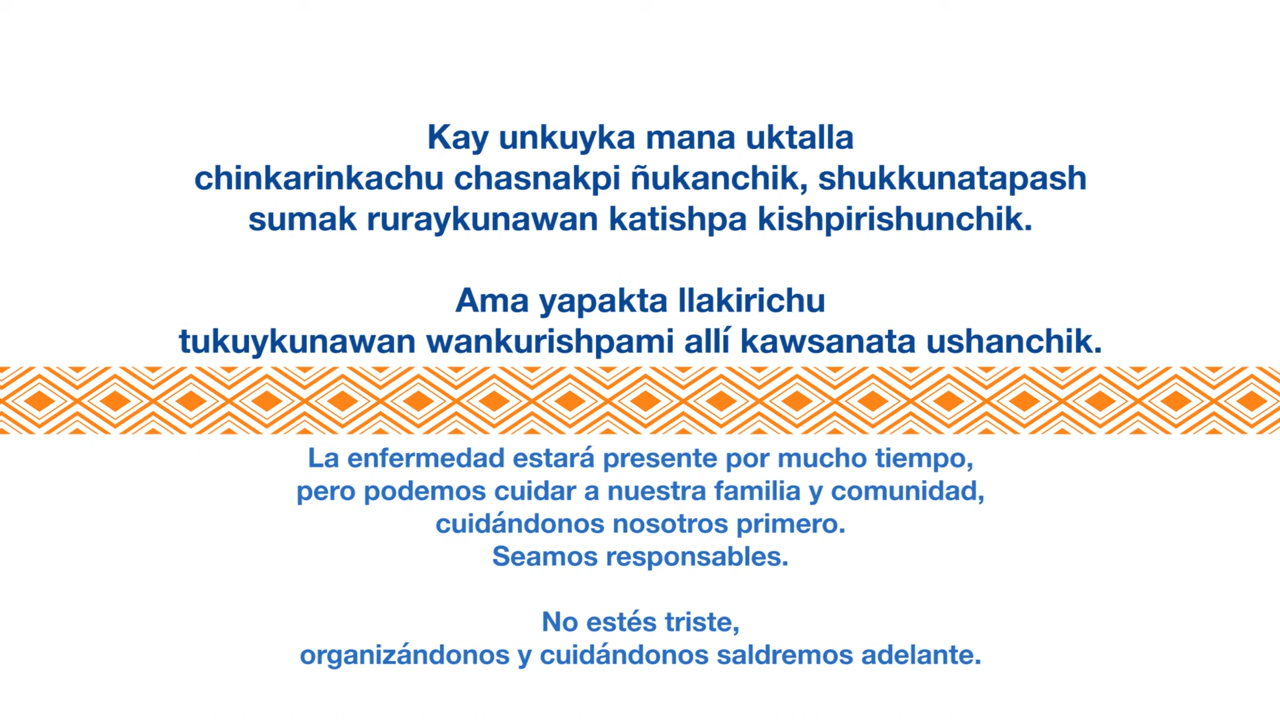 Kay unkuyka mana uktalla
chinkarinkachu chasnakpi ñukanchik, shukkunatapash
sumak ruraykunawan katishpa kishpirishunchik.
Ama yapakta llakirichu
tukuykunawan wankurishpami allí kawsanata ushanchik.
La enfermedad estará presente por mucho tiempo,
pero podemos cuidar a nuestra familia y comunidad,
cuidándonos nosotros primero.
Seamos responsables.
No estés triste,
organizándonos y cuidándonos saldremos adelante.